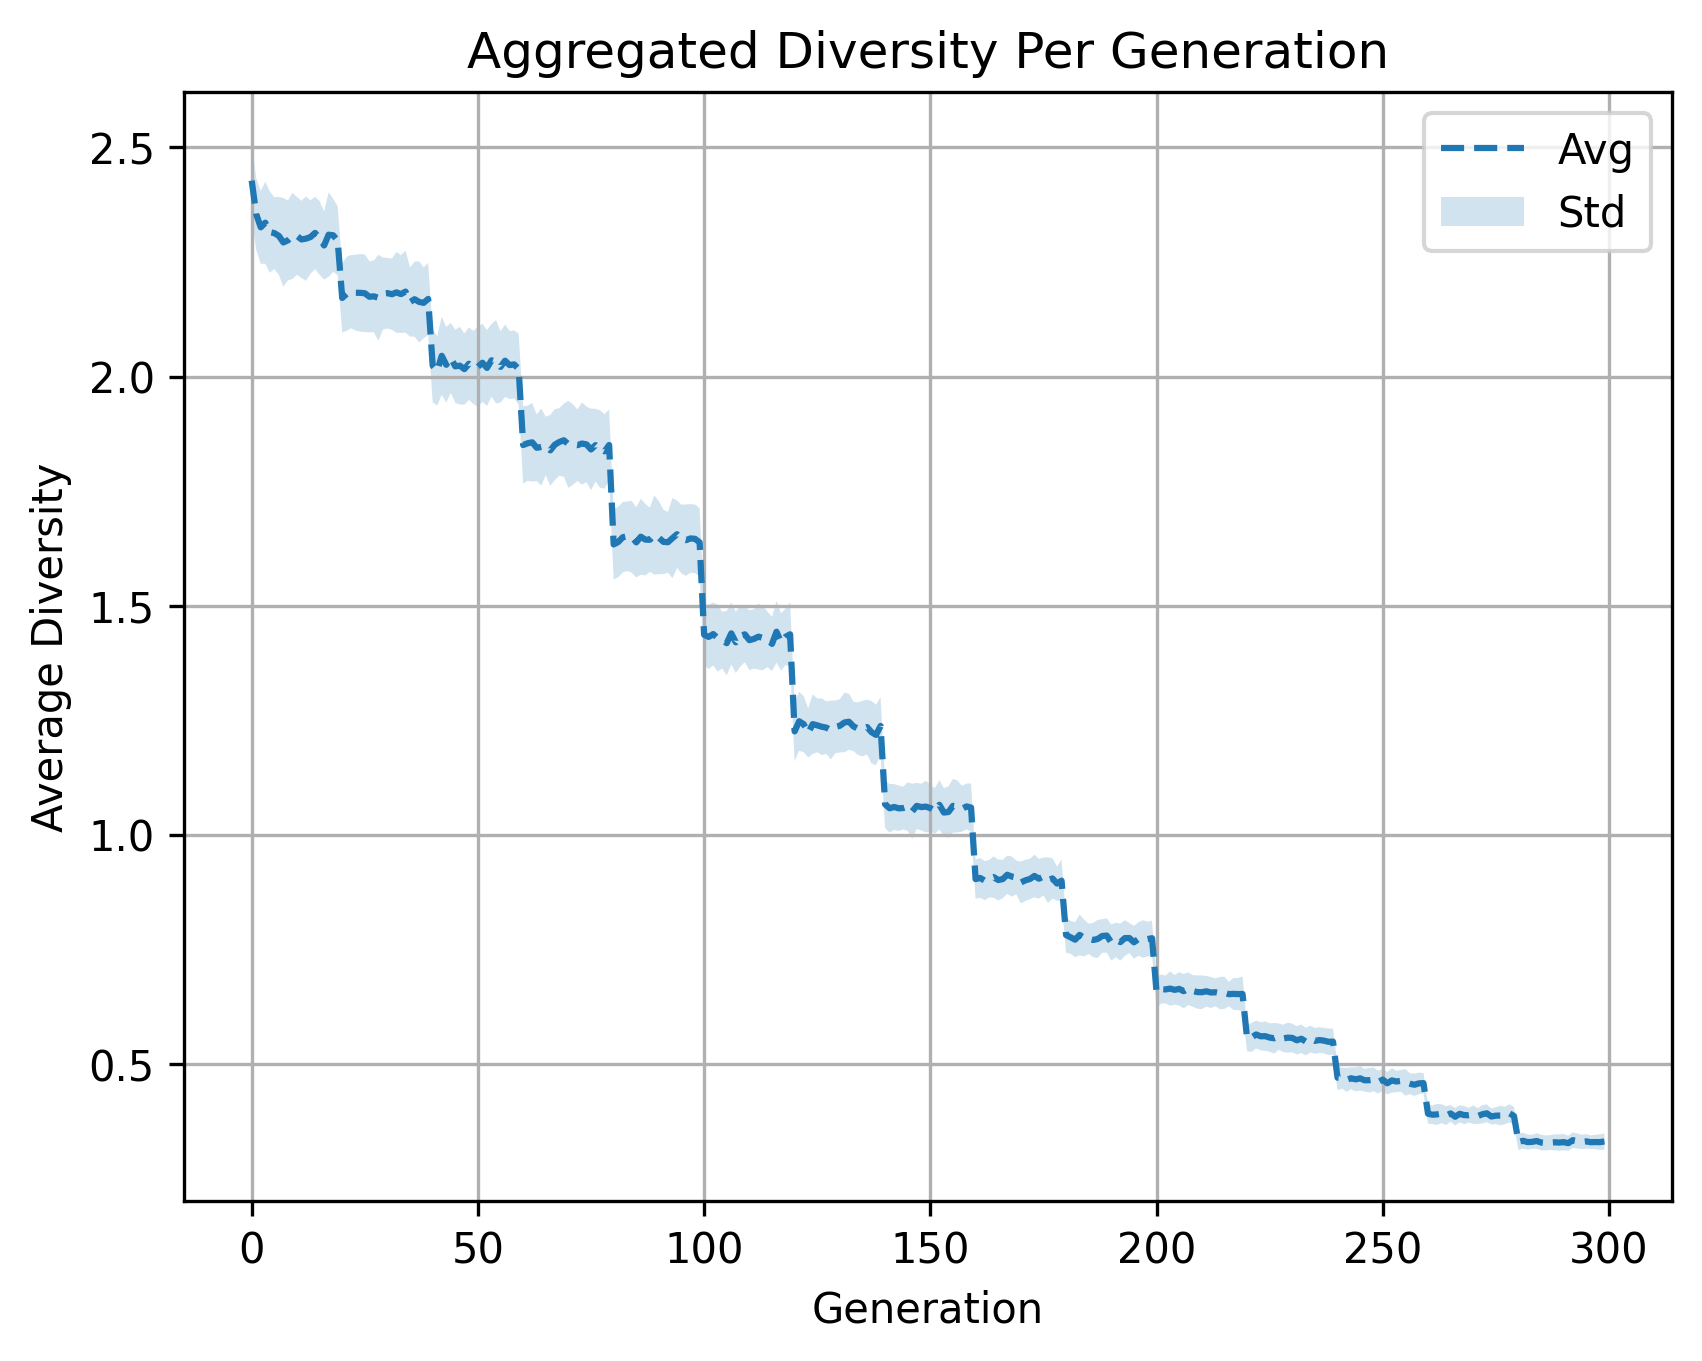 Aggregated Diversity Per Generation
Avg
Std
Average Diversity
2.5
2.0
1.5
1.0
0.5
0 50 100 150 200 250 300
Generation